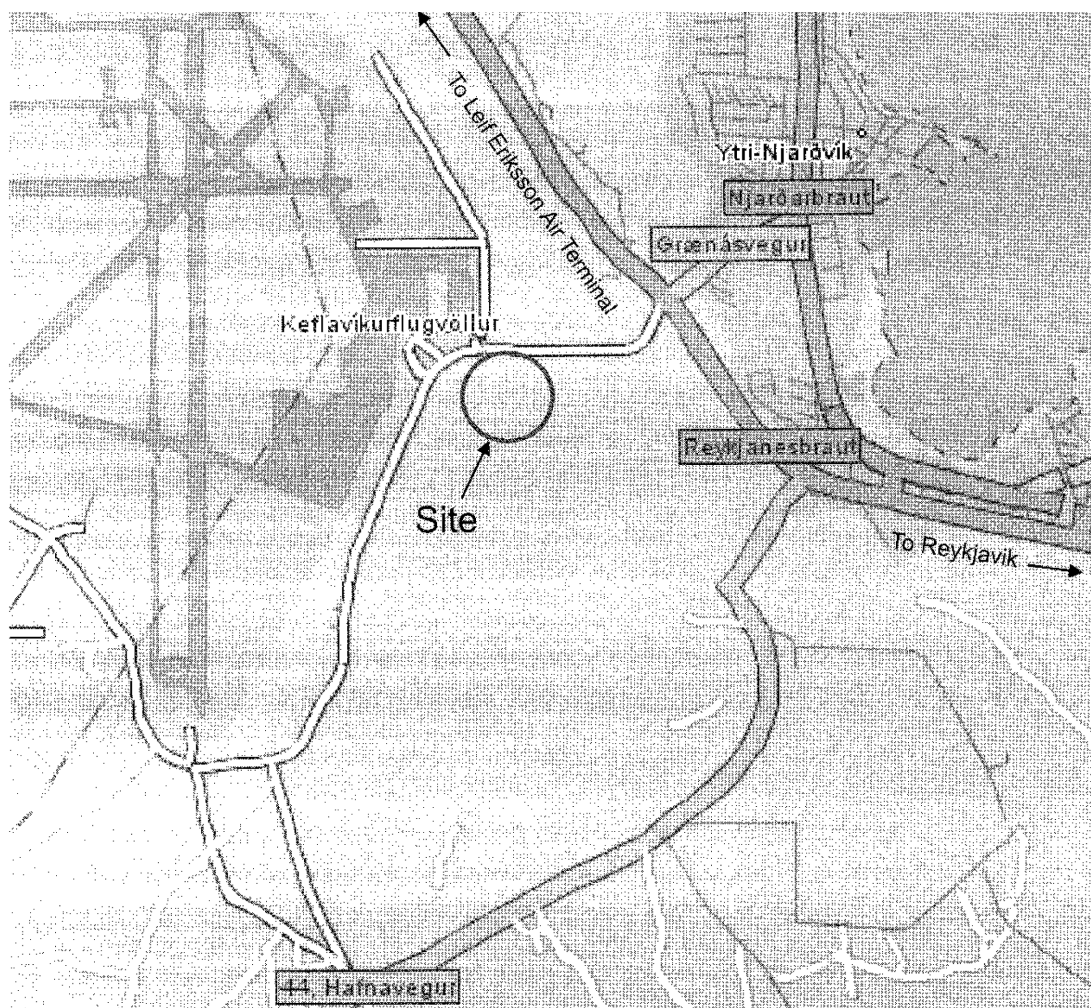 To Leif Eriksson Air Terminal
Ytri-Njarðvík
Njarðarbraut
Grænásvegur
Keflavíkurflugvöllur
Reykjanesbraut
Site
To Reykjavik
44, Hafnavegur